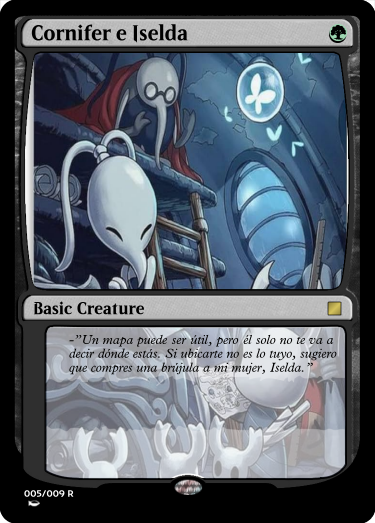 Cornifer e Iselda
Basic Creature
-"Un mapa puede ser útil, pero él solo no te va a
decir dónde estás. Si ubicarte no es lo tuyo, sugiero
que compres una brújula a mi mujer, Iselda."
005/009 R